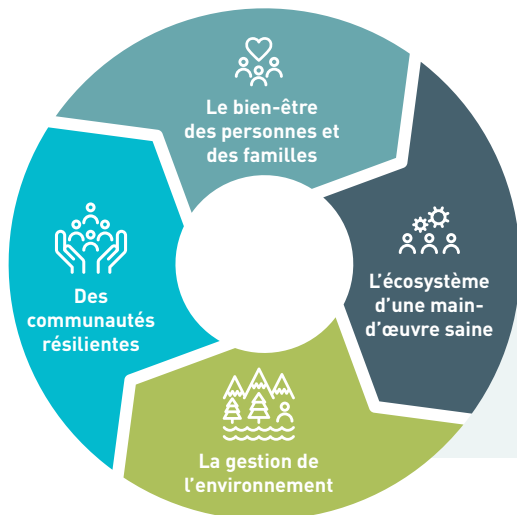 Le bien-être
des personnes et
des familles
L'écosystème
d'une main-
d'œuvre saine
La gestion de
l'environnement
Des
communautés
résilientes